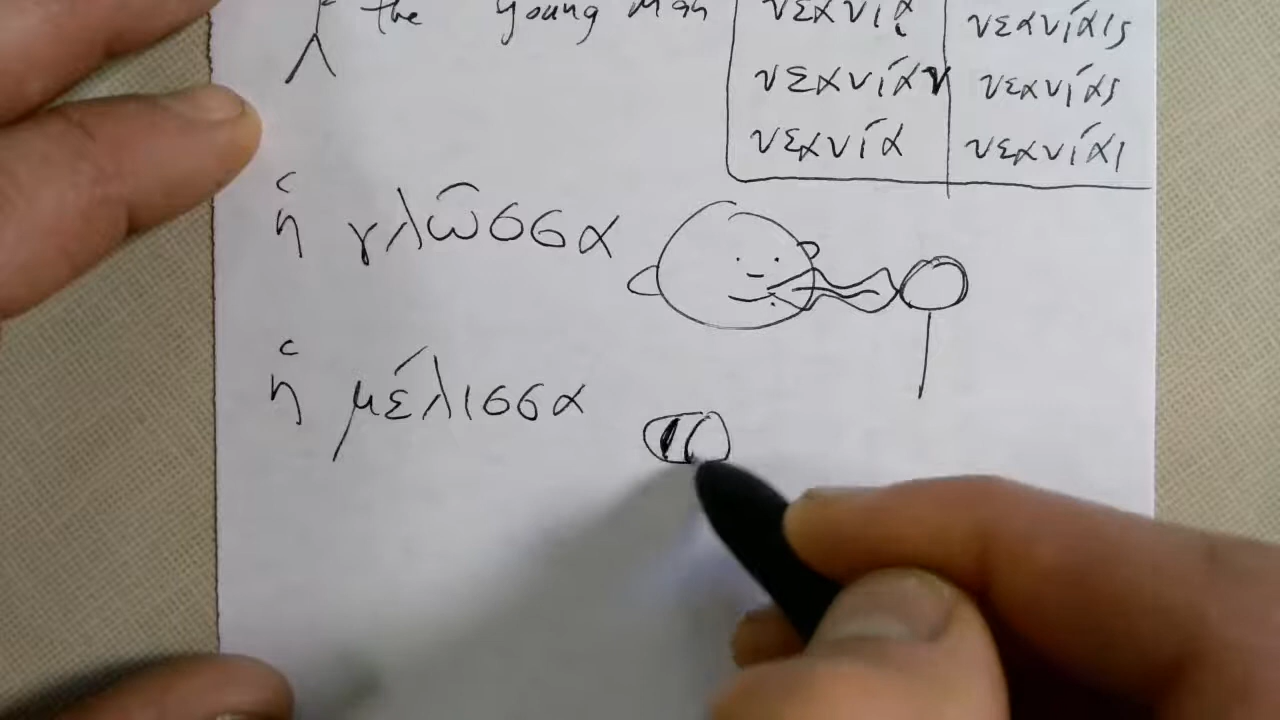 the young man
νεανίᾳ νεανίαις
νεανίαν νεανίας
νεανία νεανίαι
ἡ γλῶσσα
ἡ μέλισσα